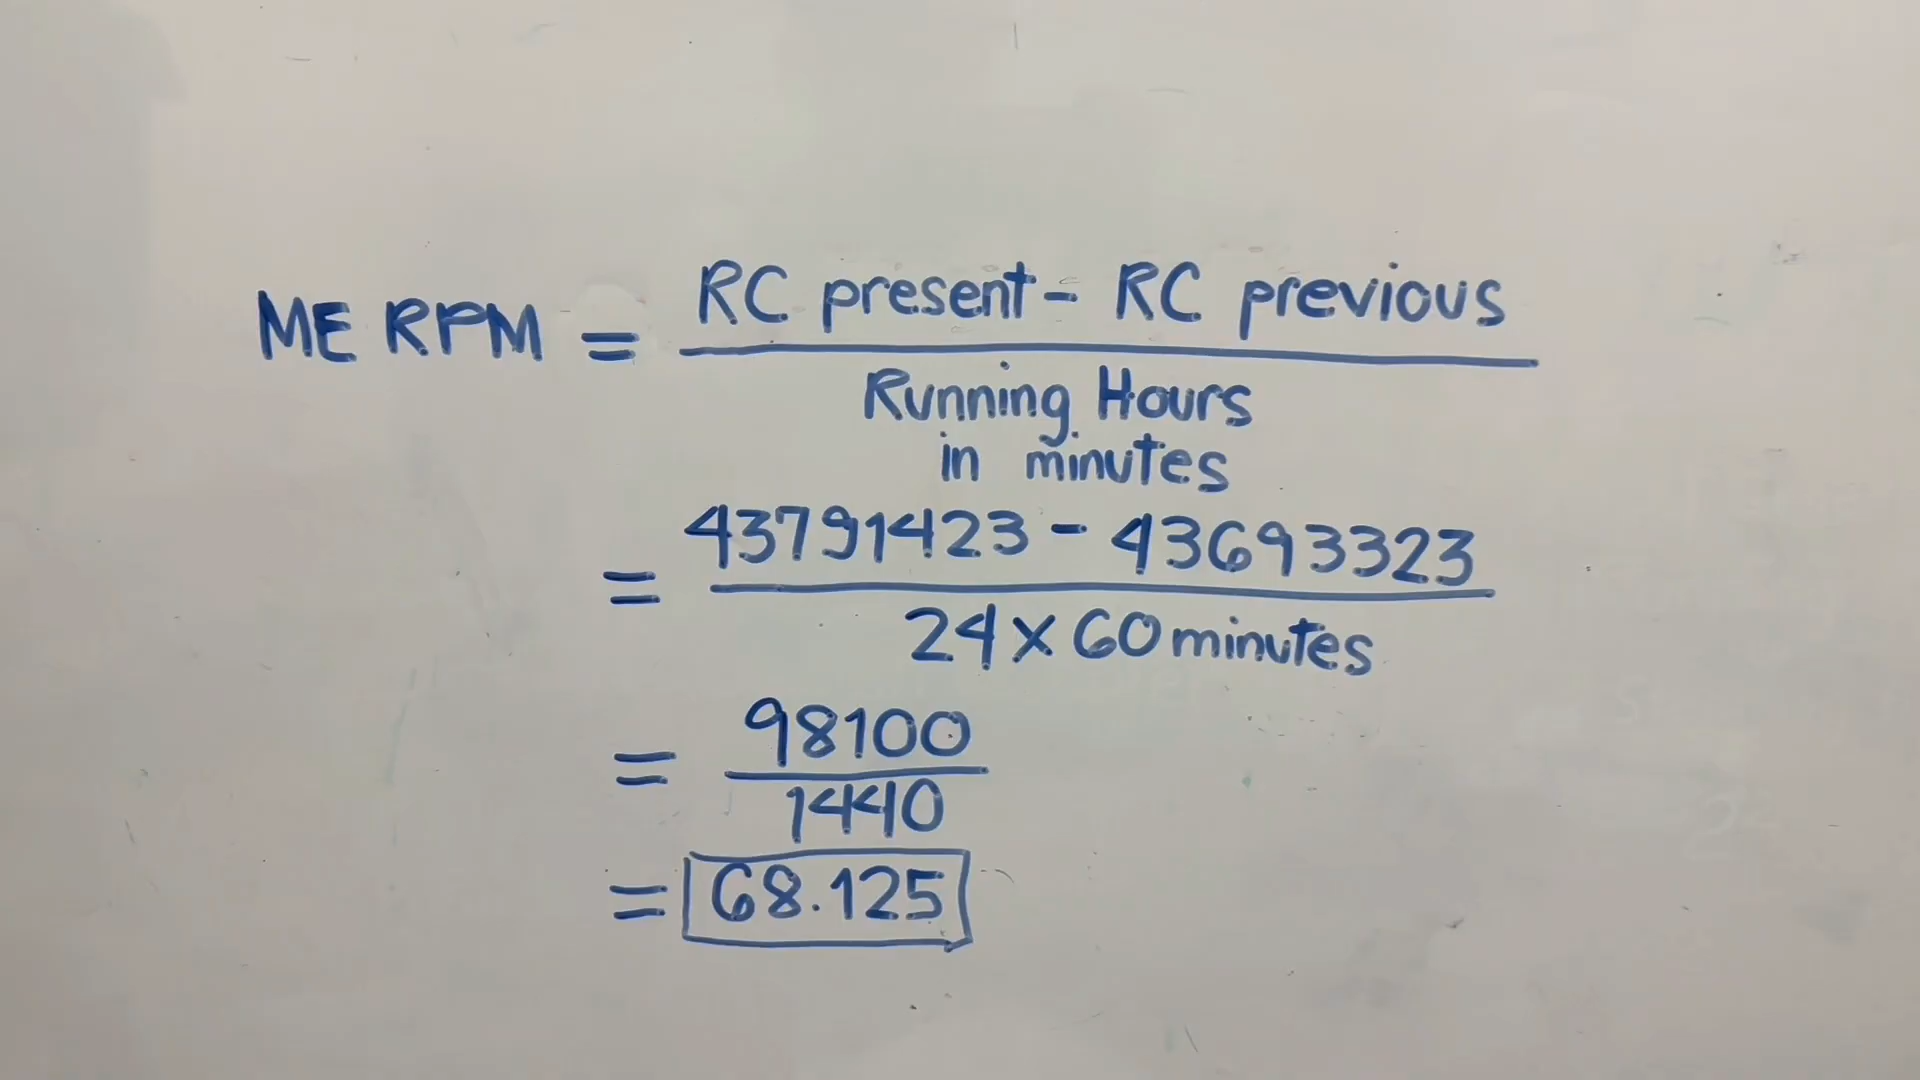 ME RPM = RC present - RC previous
Running Hours
in minutes
= 43791423 - 43693323
24 x 60 minutes
= 98100
1440
= 68.125